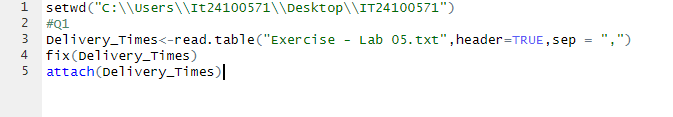 1 setwd("C:\\Users\\It24100571\\Desktop\\IT24100571")
2 #Q1
3 Delivery_Times<-read.table("Exercise - Lab 05.txt",header=TRUE,sep = ",")
4 fix(Delivery_Times)
5 attach(Delivery_Times)